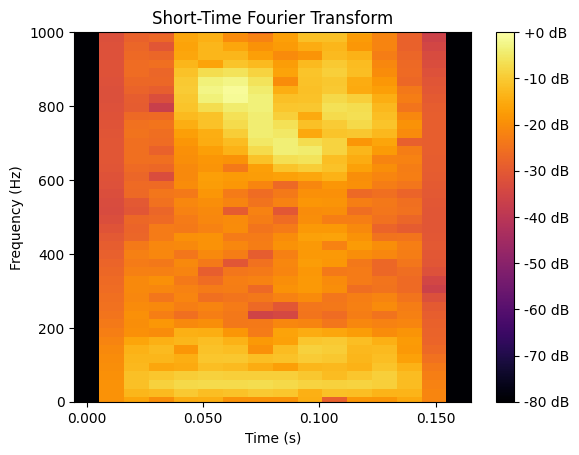 Short-Time Fourier Transform
1000
800
600
400
200
0
Frequency (Hz)
0.000
0.050
0.100
0.150
Time (s)
+0 dB
-10 dB
-20 dB
-30 dB
-40 dB
-50 dB
-60 dB
-70 dB
-80 dB